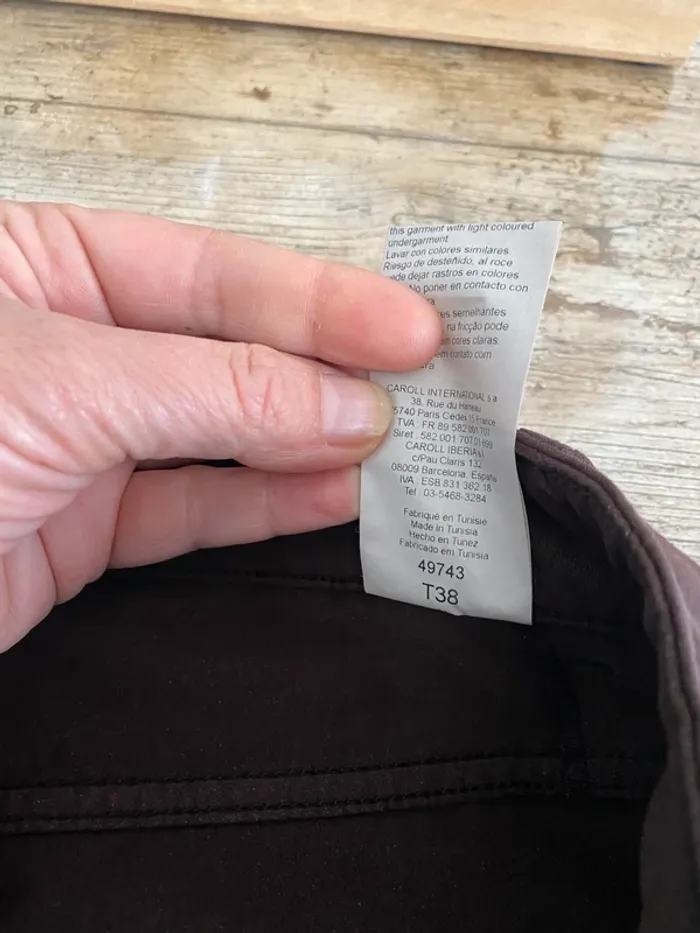 this garment with light coloured
undergarment
Lavar con colores similares
Riesgo de desteñido, al roce
dejar rastros en colores
No poner en contacto con
semelhantes
na fricção pode
cores claras.
em contato com
CAROLL INTERNATIONAL s.a
38, Rue du Hameau
75740 Paris Cedex 15 France
TVA : FR 89 582 001 707
Siret : 582 001 707
CAROLL IBERIA
c/Pau Claris 132
08009 Barcelona, España
IVA : ESB 831 362 18
Tel : 03-5468-3284
Fabriqué en Tunisie
Made in Tunisia
Hecho en Tunez
Fabricado em Tunisia
49743
T38